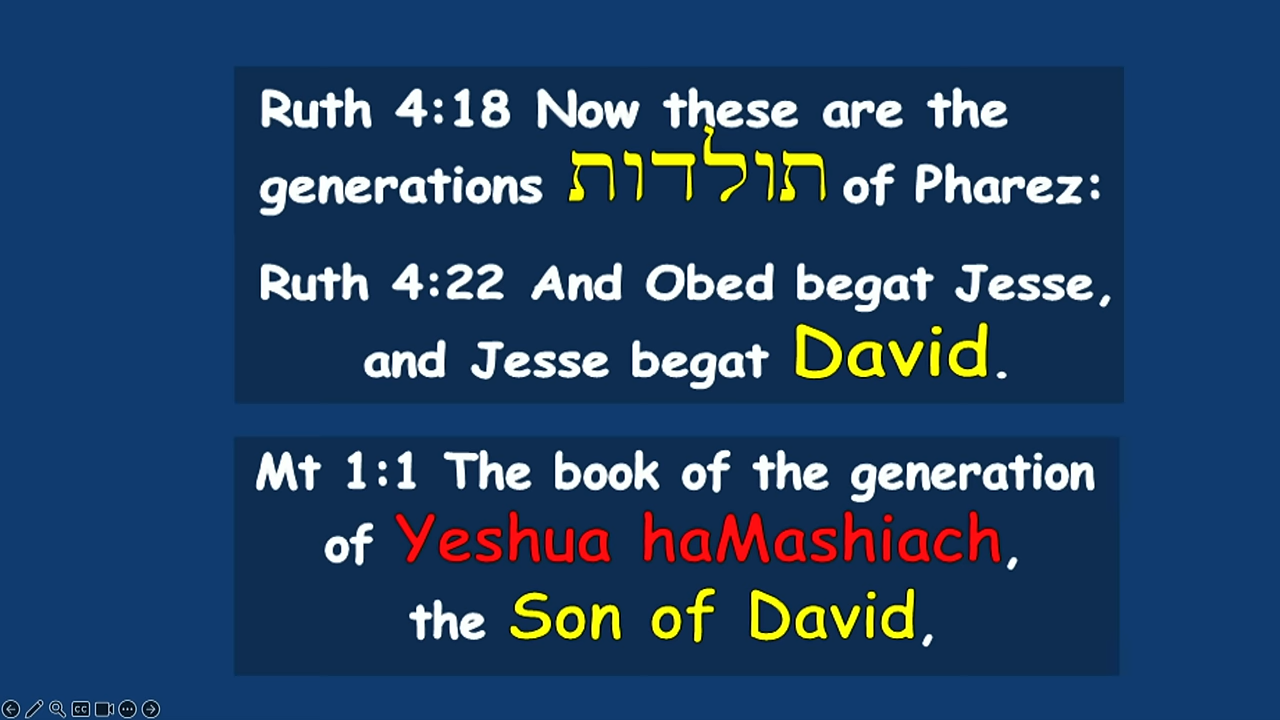 Ruth 4:18 Now these are the
generations תולדות of Pharez:
Ruth 4:22 And Obed begat Jesse,
and Jesse begat David.
Mt 1:1 The book of the generation
of Yeshua haMashiach,
the Son of David,
CC